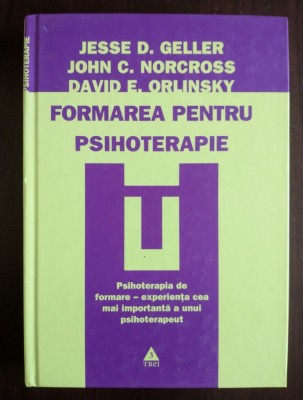 PSIHOTERAPIE
JESSE D. GELLER
JOHN C. NORCROSS
DAVID E. ORLINSKY
FORMAREA PENTRU
PSIHOTERAPIE
Psihoterapia de
formare – experiența cea
mai importantă a unui
psihoterapeut
3
TREI